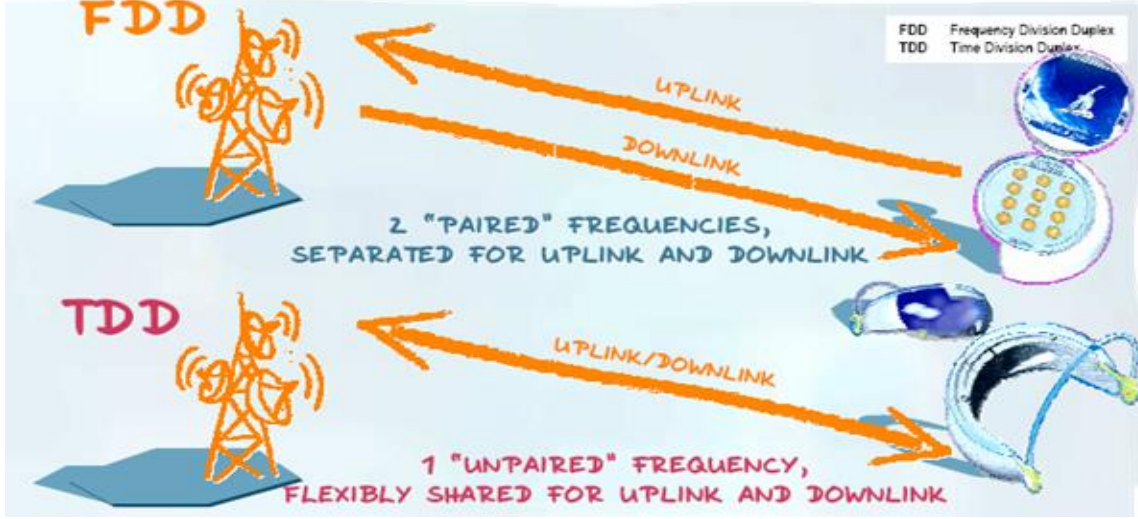 FDD
FDD Frequency Division Duplex
TDD Time Division Duplex
UPLINK
DOWNLINK
2 "PAIRED" FREQUENCIES,
SEPARATED FOR UPLINK AND DOWNLINK
TDD
UPLINK/DOWNLINK
1 "UNPAIRED" FREQUENCY,
FLEXIBLY SHARED FOR UPLINK AND DOWNLINK